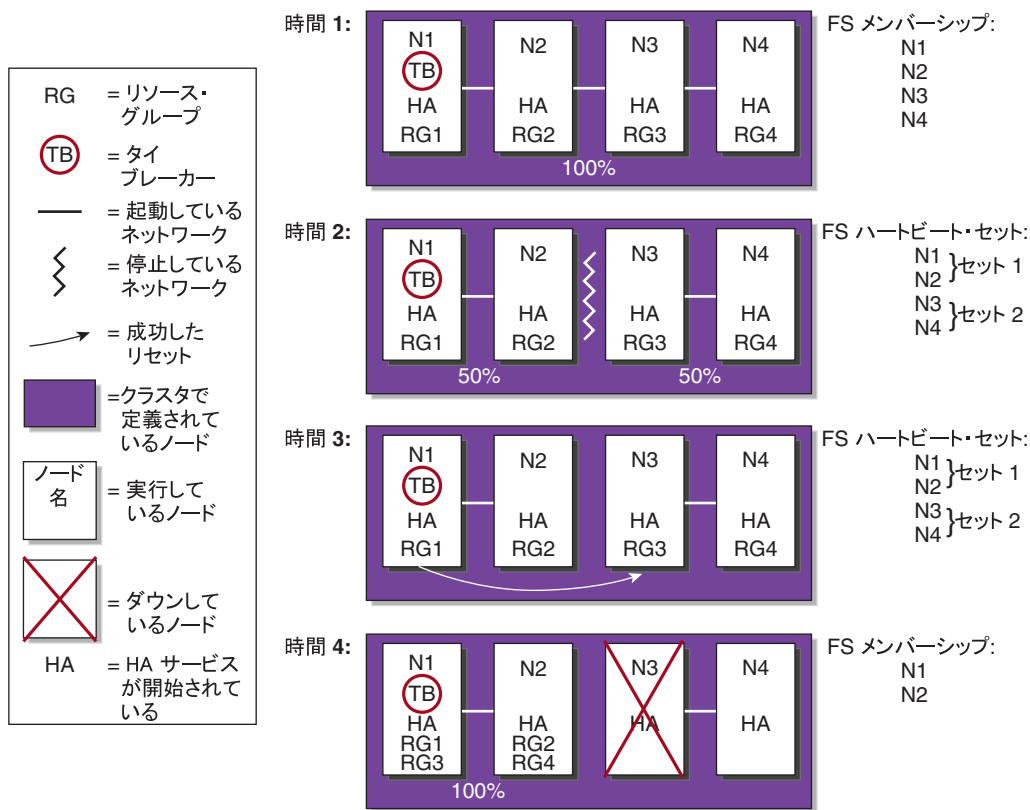 RG = リソース・
グループ
TB = タイ
ブレーカー
= 起動している
ネットワーク
= 停止している
ネットワーク
= 成功した
リセット
=クラスタで
定義されて
いるノード
ノード
名
= 実行して
いるノード
= ダウンして
いるノード
HA = HA サービス
が開始されて
いる
時間 1:
N1
TB
HA
RG1
N2
HA
RG2
N3
HA
RG3
N4
HA
RG4
100%
FS メンバーシップ:
N1
N2
N3
N4
時間 2:
N1
TB
HA
RG1
N2
HA
RG2
N3
HA
RG3
N4
HA
RG4
50%
50%
FS ハートビート・セット:
N1
N2
}セット 1
N3
N4
}セット 2
時間 3:
N1
TB
HA
RG1
N2
HA
RG2
N3
HA
RG3
N4
HA
RG4
FS ハートビート・セット:
N1
N2
}セット 1
N3
N4
}セット 2
時間 4:
N1
TB
HA
RG1
RG3
N2
HA
RG2
RG4
N3
HA
N4
HA
100%
FS メンバーシップ:
N1
N2